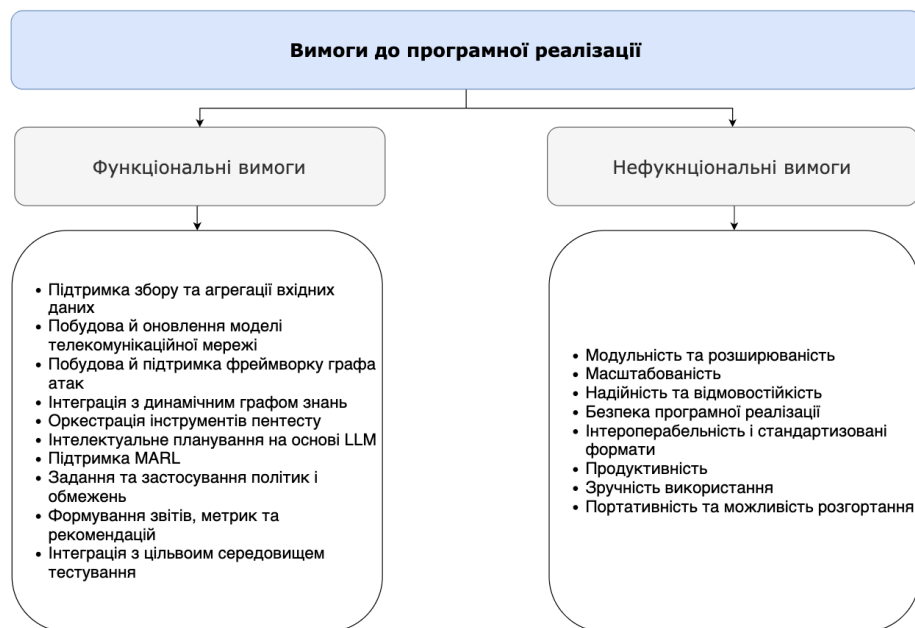 Вимоги до програмної реалізації
Функціональні вимоги
Нефукнціональні вимоги
• Підтримка збору та агрегації вхідних
даних
• Побудова й оновлення моделі
телекомунікаційної мережі
• Побудова й підтримка фреймворку графа
атак
• Інтеграція з динамічним графом знань
• Оркестрація інструментів пентесту
• Інтелектуальне планування на основі LLM
• Підтримка MARL
• Задання та застосування політик і
обмежень
• Формування звітів, метрик та
рекомендацій
• Інтеграція з цільвоим середовищем
тестування
• Модульність та розширюваність
• Масштабованість
• Надійність та відмовостійкість
• Безпека програмної реалізації
• Інтероперабельність і стандартизовані
формати
• Продуктивність
• Зручність використання
• Портативність та можливість розгортання